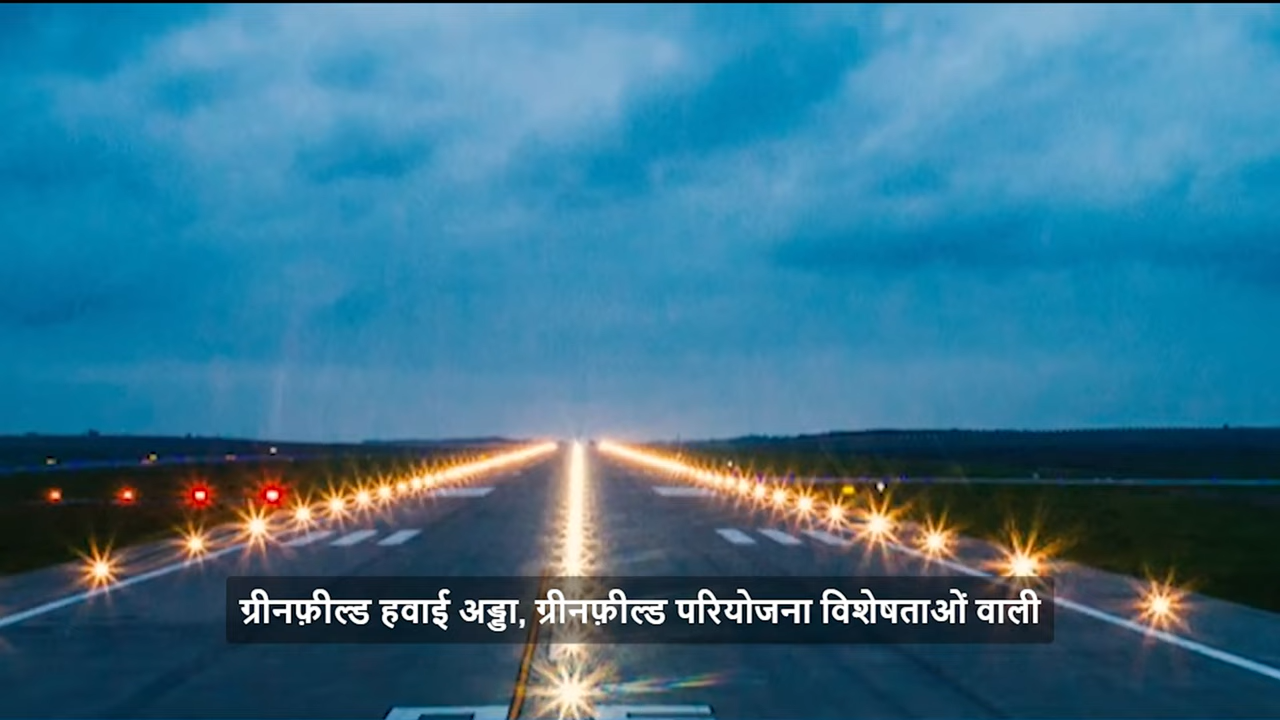 ग्रीनफ़ील्ड हवाई अड्डा, ग्रीनफ़ील्ड परियोजना विशेषताओं वाली